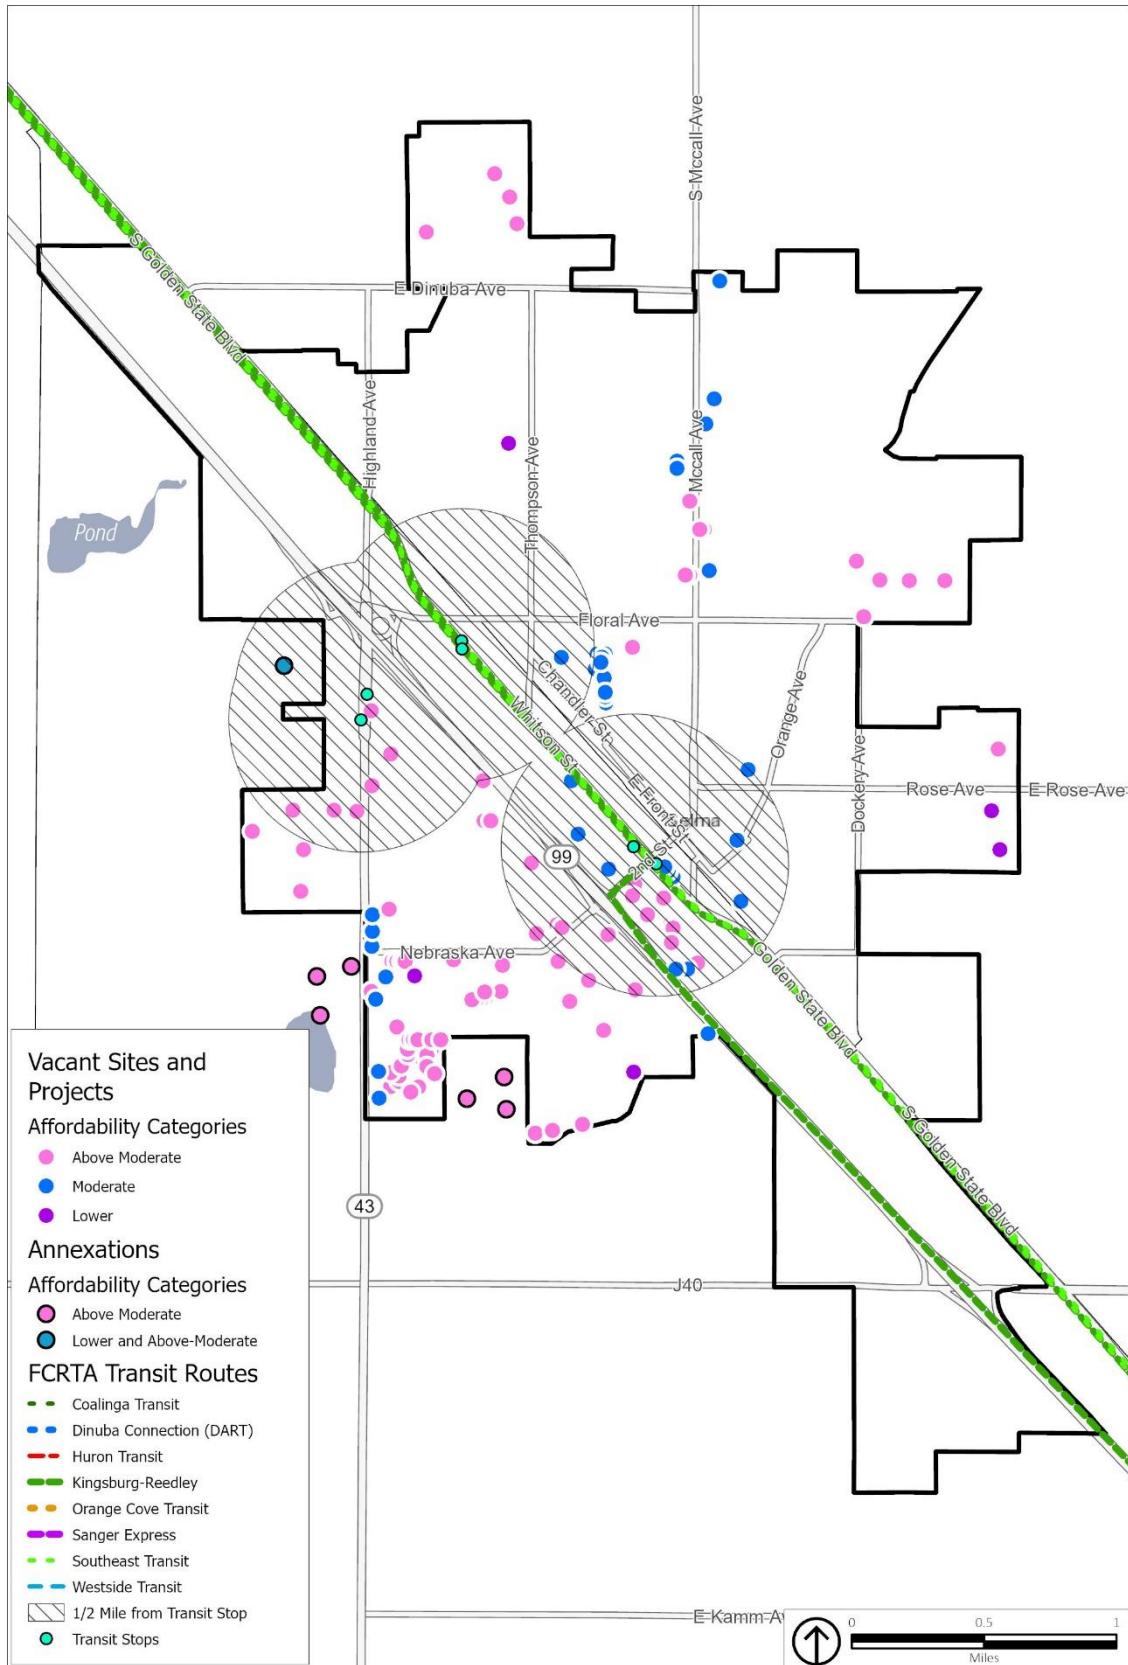 S Mccall Ave
S Golden State Blvd
E Dinuba Ave
Highland Ave
Thompson Ave
Mccall Ave
Pond
Floral Ave
Chandler St
Whitson St
Orange Ave
E Front St
Dockery Ave
Rose Ave
E Rose Ave
2nd St
99
Nebraska Ave
Golden State Blvd
S Golden State Blvd
43
J40
E Kamm Av
Vacant Sites and
Projects
Affordability Categories
Above Moderate
Moderate
Lower
Annexations
Affordability Categories
Above Moderate
Lower and Above-Moderate
FCRTA Transit Routes
Coalinga Transit
Dinuba Connection (DART)
Huron Transit
Kingsburg-Reedley
Orange Cove Transit
Sanger Express
Southeast Transit
Westside Transit
1/2 Mile from Transit Stop
Transit Stops
0 0.5 1
Miles